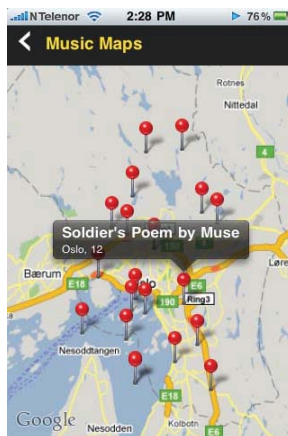 N Telenor 2:28 PM 76%
Music Maps
Rotnes
Nittedal
4
Soldier's Poem by Muse
Oslo, 12
Bærum
E18
E6
190
Ring3
Nesoddtangen
E18
Google
Nesodden
Kolbotn
E6